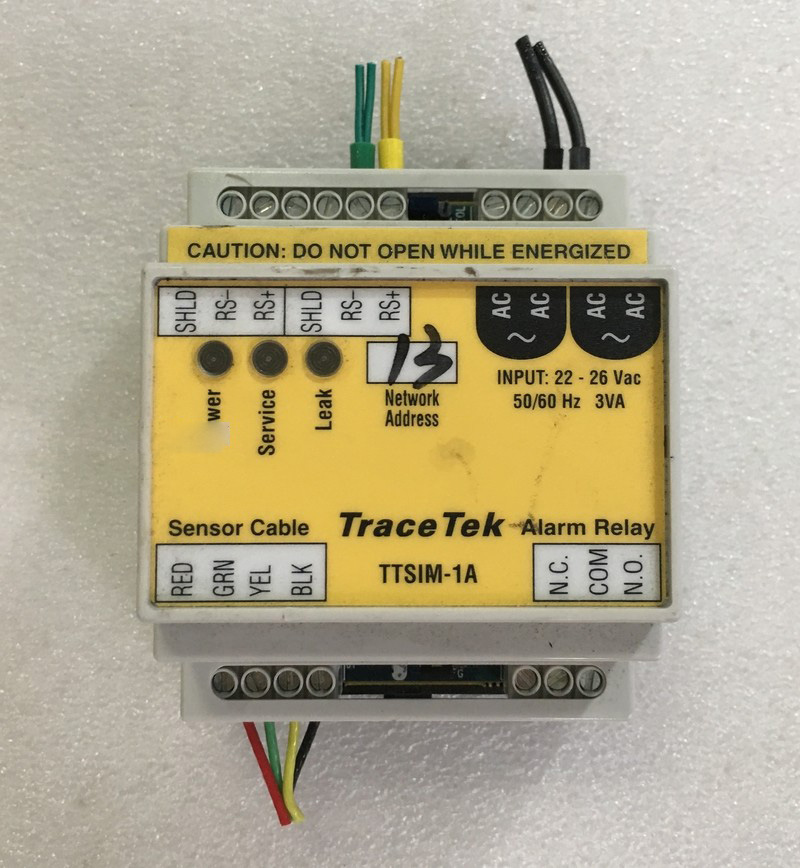 CAUTION: DO NOT OPEN WHILE ENERGIZED
SHLD RS– RS+ SHLD RS– RS+
AC AC AC AC
~ ~
13
Network
Address
INPUT: 22 - 26 Vac
50/60 Hz 3VA
wer Service Leak
Sensor Cable
TraceTek
Alarm Relay
RED GRN YEL BLK
TTSIM-1A
N.C. COM N.O.